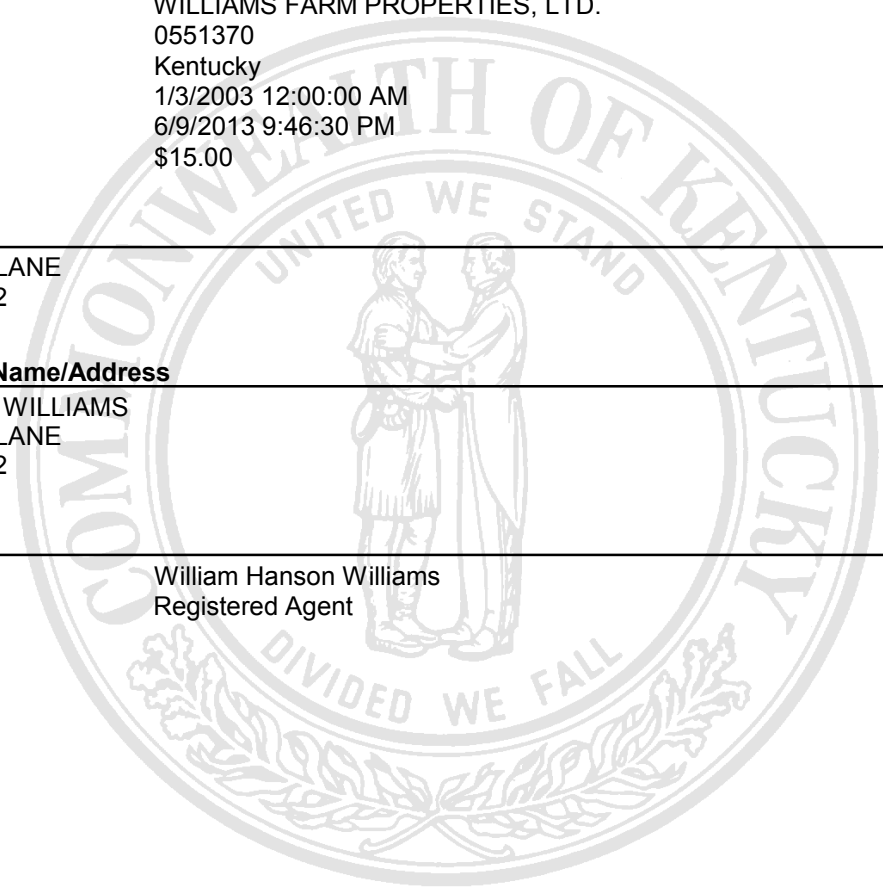 WILLIAMS FARM PROPERTIES, LTD.
0551370
Kentucky
1/3/2003 12:00:00 AM
6/9/2013 9:46:30 PM
$15.00
LANE
2
Name/Address
WILLIAMS
LANE
2
William Hanson Williams
Registered Agent
COMMONWEALTH OF KENTUCKY
UNITED WE STAND
DIVIDED WE FALL